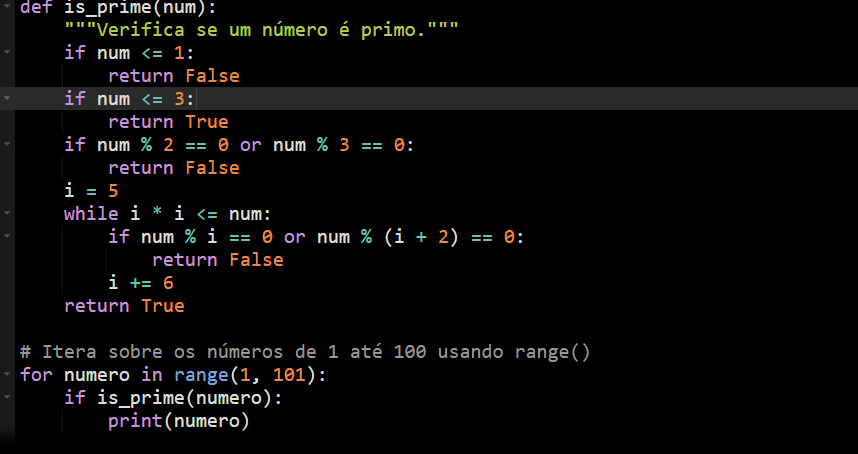 def is_prime(num):
    """Verifica se um número é primo."""
    if num <= 1:
        return False
    if num <= 3:
        return True
    if num % 2 == 0 or num % 3 == 0:
        return False
    i = 5
    while i * i <= num:
        if num % i == 0 or num % (i + 2) == 0:
            return False
        i += 6
    return True

# Itera sobre os números de 1 até 100 usando range()
for numero in range(1, 101):
    if is_prime(numero):
        print(numero)